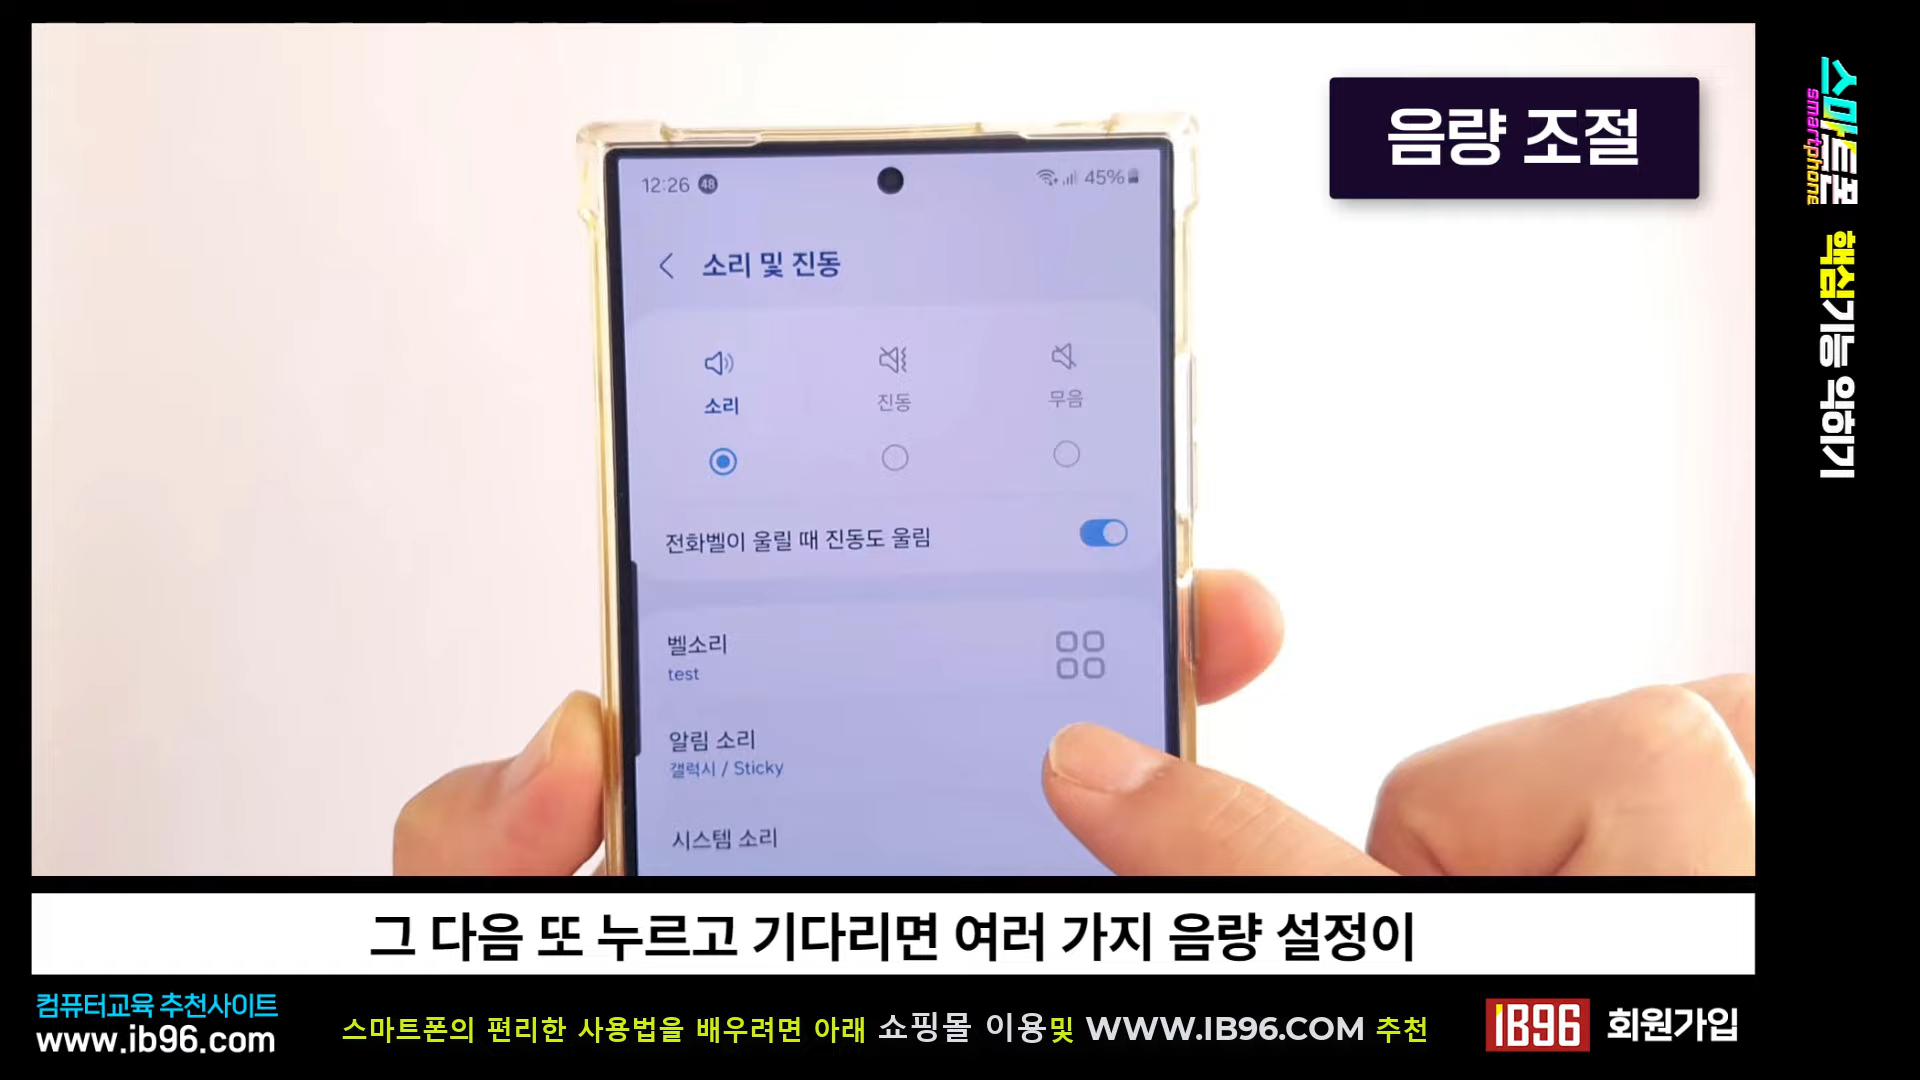 음량 조절
12:26 48
45%
소리 및 진동
소리 진동 무음
전화벨이 울릴 때 진동도 울림
벨소리
test
알림 소리
갤럭시 / Sticky
시스템 소리
스마트폰 핵심기능 익히기
smartphone
그 다음 또 누르고 기다리면 여러 가지 음량 설정이
컴퓨터교육 추천사이트
www.ib96.com
스마트폰의 편리한 사용법을 배우려면 아래 쇼핑몰 이용및 WWW.IB96.COM 추천
IB96 회원가입